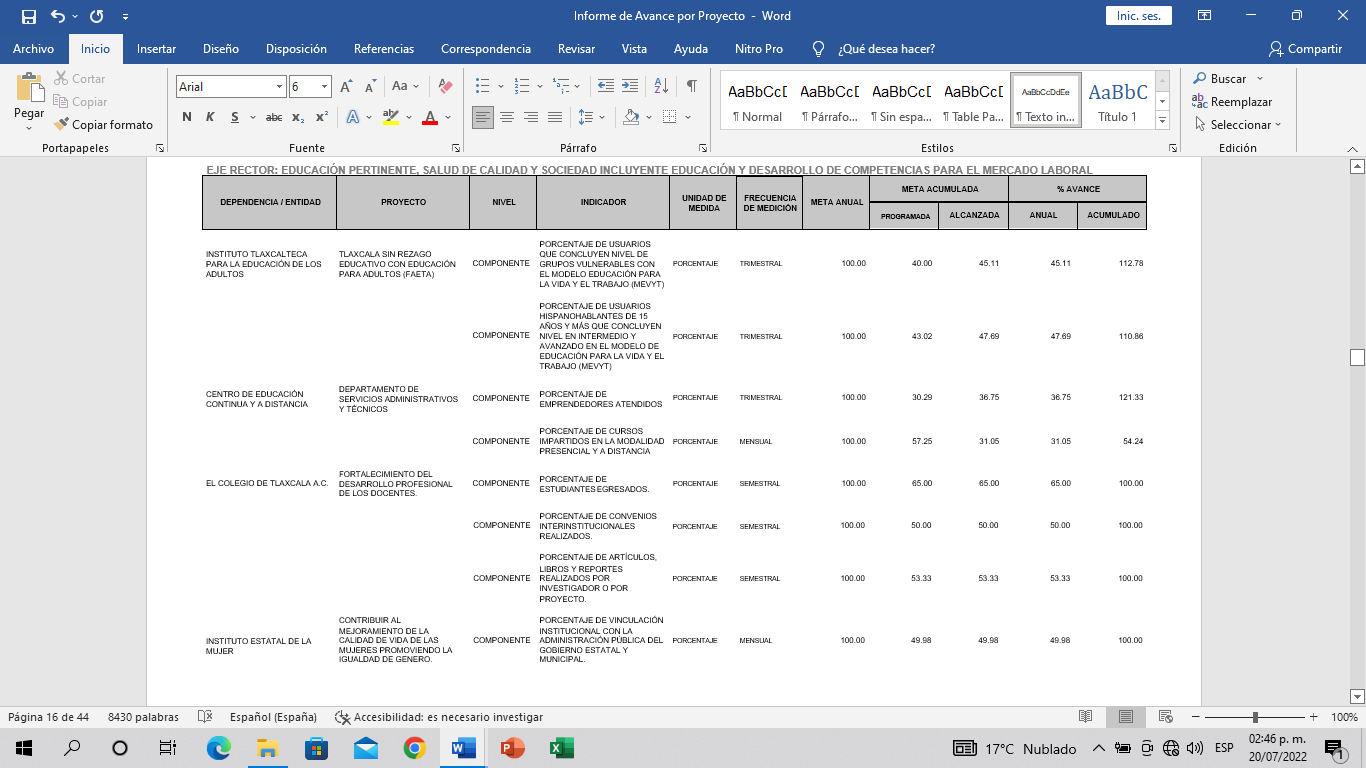 Informe de Avance por Proyecto - Word
Inic. ses.
Archivo Inicio Insertar Diseño Disposición Referencias Correspondencia Revisar Vista Ayuda Nitro Pro ¿Qué desea hacer? Compartir
Pegar
Cortar
Copiar
Copiar formato
Portapapeles
Arial 6
Aa
N K S abc x₂ x²
Fuente
Párrafo
AaBbCcD AaBbCcDdEe AaBbC
¶ Normal ¶ Párrafo... ¶ Sin espa... ¶ Table Pa... ¶ Texto in... Título 1
Estilos
Buscar
Reemplazar
Seleccionar
Edición
EJE RECTOR: EDUCACIÓN PERTINENTE, SALUD DE CALIDAD Y SOCIEDAD INCLUYENTE EDUCACIÓN Y DESARROLLO DE COMPETENCIAS PARA EL MERCADO LABORAL
DEPENDENCIA / ENTIDAD PROYECTO NIVEL INDICADOR UNIDAD DE MEDIDA FRECUENCIA DE MEDICIÓN META ANUAL META ACUMULADA % AVANCE
PROGRAMADA ALCANZADA ANUAL ACUMULADO
INSTITUTO TLAXCALTECA
PARA LA EDUCACIÓN DE LOS
ADULTOS
TLAXCALA SIN REZAGO
EDUCATIVO CON EDUCACIÓN
PARA ADULTOS (FAETA)
COMPONENTE
PORCENTAJE DE USUARIOS
QUE CONCLUYEN NIVEL DE
GRUPOS VULNERABLES CON
EL MODELO EDUCACIÓN PARA
LA VIDA Y EL TRABAJO (MEVYT)
PORCENTAJE TRIMESTRAL 100.00 40.00 45.11 45.11 112.78
COMPONENTE
PORCENTAJE DE USUARIOS
HISPANOHABLANTES DE 15
AÑOS Y MÁS QUE CONCLUYEN
NIVEL EN INTERMEDIO Y
AVANZADO EN EL MODELO DE
EDUCACIÓN PARA LA VIDA Y EL
TRABAJO (MEVYT)
PORCENTAJE TRIMESTRAL 100.00 43.02 47.69 47.69 110.86
CENTRO DE EDUCACIÓN
CONTINUA Y A DISTANCIA
DEPARTAMENTO DE
SERVICIOS ADMINISTRATIVOS
Y TÉCNICOS
COMPONENTE
PORCENTAJE DE
EMPRENDEDORES ATENDIDOS
PORCENTAJE TRIMESTRAL 100.00 30.29 36.75 36.75 121.33
COMPONENTE
PORCENTAJE DE CURSOS
IMPARTIDOS EN LA MODALIDAD
PRESENCIAL Y A DISTANCIA
PORCENTAJE MENSUAL 100.00 57.25 31.05 31.05 54.24
EL COLEGIO DE TLAXCALA A.C.
FORTALECIMIENTO DEL
DESARROLLO PROFESIONAL
DE LOS DOCENTES.
COMPONENTE
PORCENTAJE DE
ESTUDIANTES EGRESADOS.
PORCENTAJE SEMESTRAL 100.00 65.00 65.00 65.00 100.00
COMPONENTE
PORCENTAJE DE CONVENIOS
INTERINSTITUCIONALES
REALIZADOS.
PORCENTAJE SEMESTRAL 100.00 50.00 50.00 50.00 100.00
COMPONENTE
PORCENTAJE DE ARTÍCULOS,
LIBROS Y REPORTES
REALIZADOS POR
INVESTIGADOR O POR
PROYECTO.
PORCENTAJE SEMESTRAL 100.00 53.33 53.33 53.33 100.00
INSTITUTO ESTATAL DE LA
MUJER
CONTRIBUIR AL
MEJORAMIENTO DE LA
CALIDAD DE VIDA DE LAS
MUJERES PROMOVIENDO LA
IGUALDAD DE GENERO.
COMPONENTE
PORCENTAJE DE VINCULACIÓN
INSTITUCIONAL CON LA
ADMINISTRACIÓN PÚBLICA DEL
GOBIERNO ESTATAL Y
MUNICIPAL.
PORCENTAJE MENSUAL 100.00 49.98 49.98 49.98 100.00
Página 16 de 44 8430 palabras Español (España) Accesibilidad: es necesario investigar 100%
17°C Nublado ESP 02:46 p. m.
20/07/2022
1